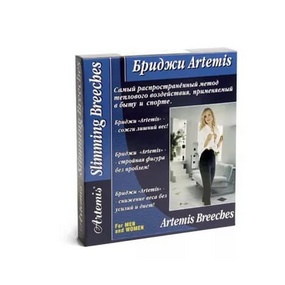 Бриджи Artemis
Самый распространённый метод
теплового воздействия, применяемый
в быту и спорте.
Бриджи «Artemis» -
сожги лишний вес!
Бриджи «Artemis» -
стройная фигура
без проблем!
Бриджи «Artemis» -
снижение веса без
усилий и диет!
For MEN
and WOMEN
Artemis Breeches
Artemis® Slimming Breeches